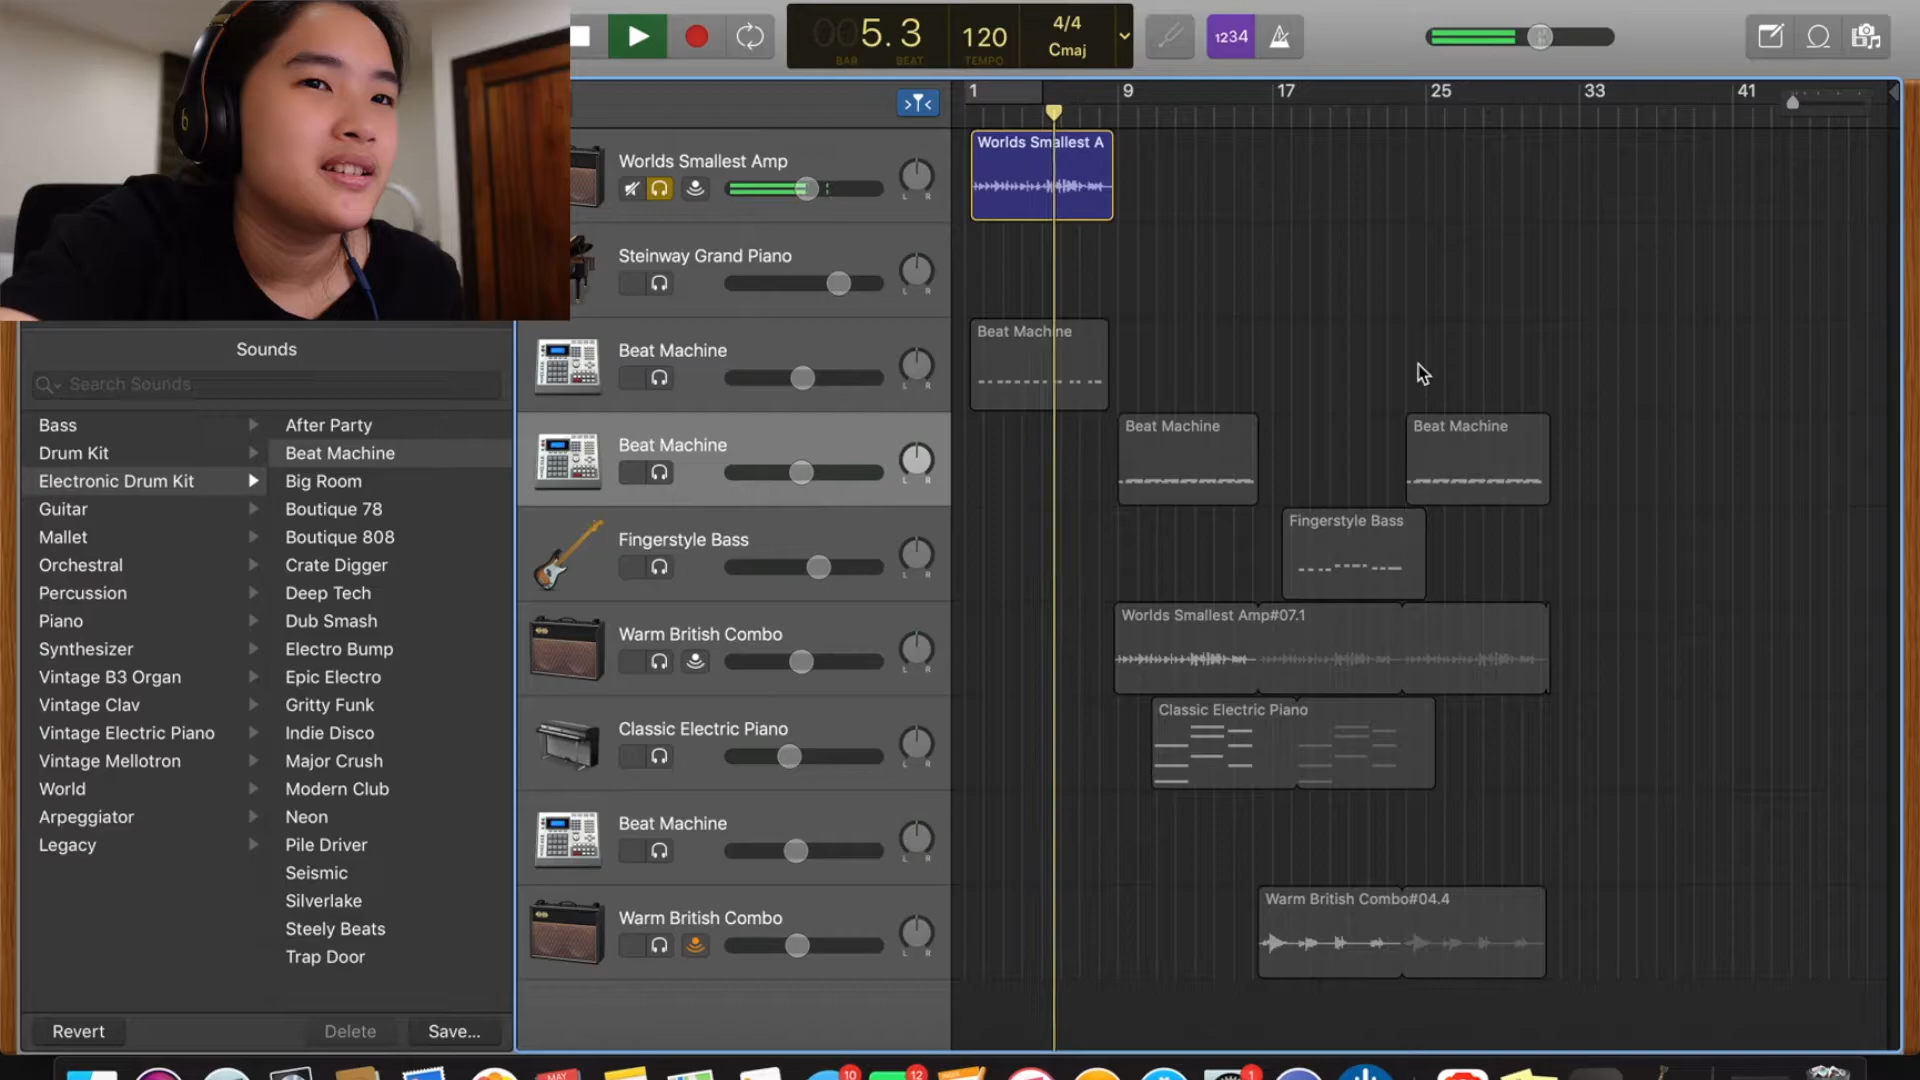 005.3
BAR
BEAT
120
TEMPO
4/4
Cmaj
1234
1
9
17
25
33
41
Worlds Smallest Amp
L R
Worlds Smallest A
Steinway Grand Piano
L R
Beat Machine
L R
Beat Machine
Beat Machine
L R
Beat Machine
Beat Machine
Fingerstyle Bass
L R
Fingerstyle Bass
Warm British Combo
L R
Worlds Smallest Amp#07.1
Classic Electric Piano
L R
Classic Electric Piano
Beat Machine
L R
Warm British Combo
L R
Warm British Combo#04.4
Sounds
Search Sounds
Bass
Drum Kit
Electronic Drum Kit
Guitar
Mallet
Orchestral
Percussion
Piano
Synthesizer
Vintage B3 Organ
Vintage Clav
Vintage Electric Piano
Vintage Mellotron
World
Arpeggiator
Legacy
After Party
Beat Machine
Big Room
Boutique 78
Boutique 808
Crate Digger
Deep Tech
Dub Smash
Electro Bump
Epic Electro
Gritty Funk
Indie Disco
Major Crush
Modern Club
Neon
Pile Driver
Seismic
Silverlake
Steely Beats
Trap Door
Revert
Delete
Save...
MAY
10
12
1